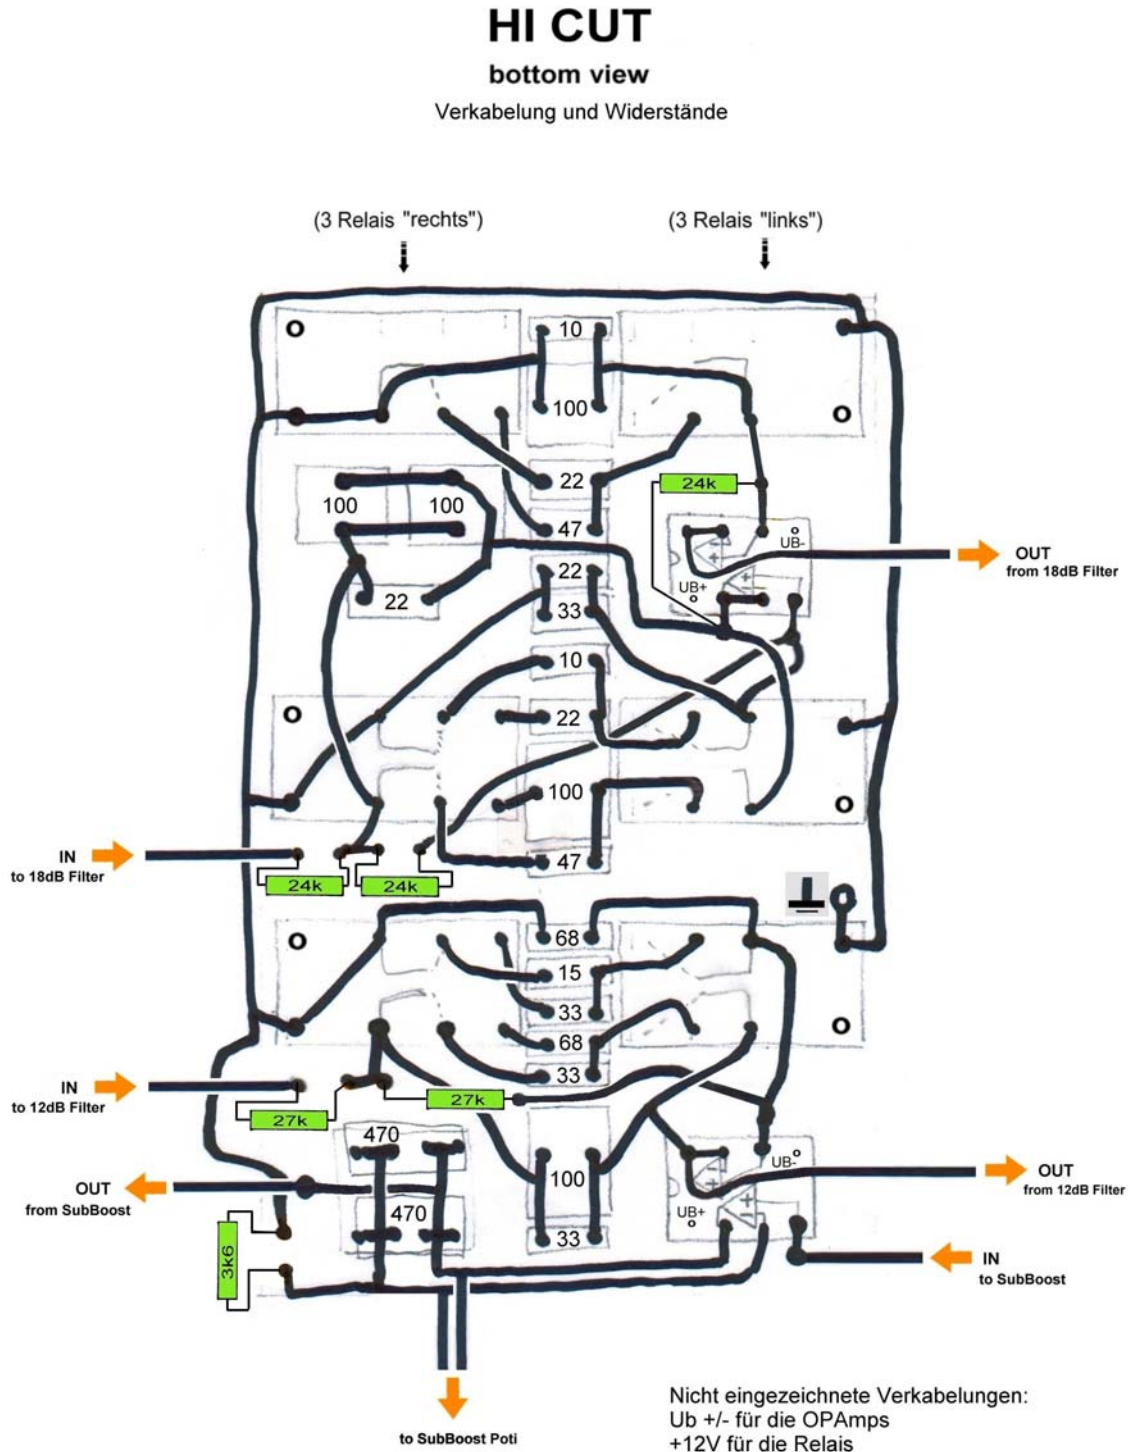 HI CUT
bottom view
Verkabelung und Widerstände
(3 Relais "rechts")
(3 Relais "links")
10
100
22
24k
100
100
47
UB-
OUT
from 18dB Filter
22
UB+
22
33
10
22
100
IN
to 18dB Filter
47
24k
24k
68
15
33
68
IN
to 12dB Filter
33
27k
27k
470
UB-
OUT
from SubBoost
100
OUT
from 12dB Filter
470
UB+
33
3k6
IN
to SubBoost
to SubBoost Poti
Nicht eingezeichnete Verkabelungen:
Ub +/- für die OPAmps
+12V für die Relais